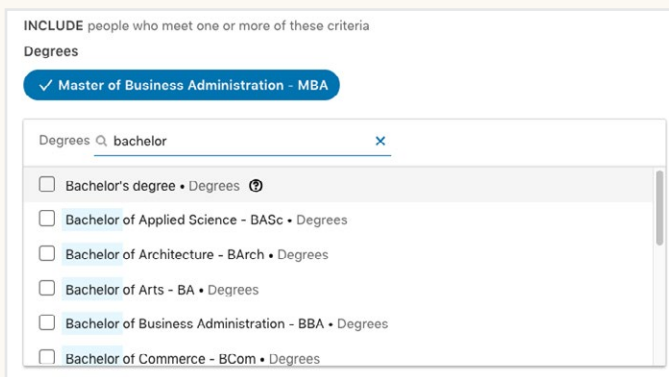 INCLUDE people who meet one or more of these criteria
Degrees
Master of Business Administration - MBA
Degrees bachelor
Bachelor's degree • Degrees
Bachelor of Applied Science - BASc • Degrees
Bachelor of Architecture - BArch • Degrees
Bachelor of Arts - BA • Degrees
Bachelor of Business Administration - BBA • Degrees
Bachelor of Commerce - BCom • Degrees